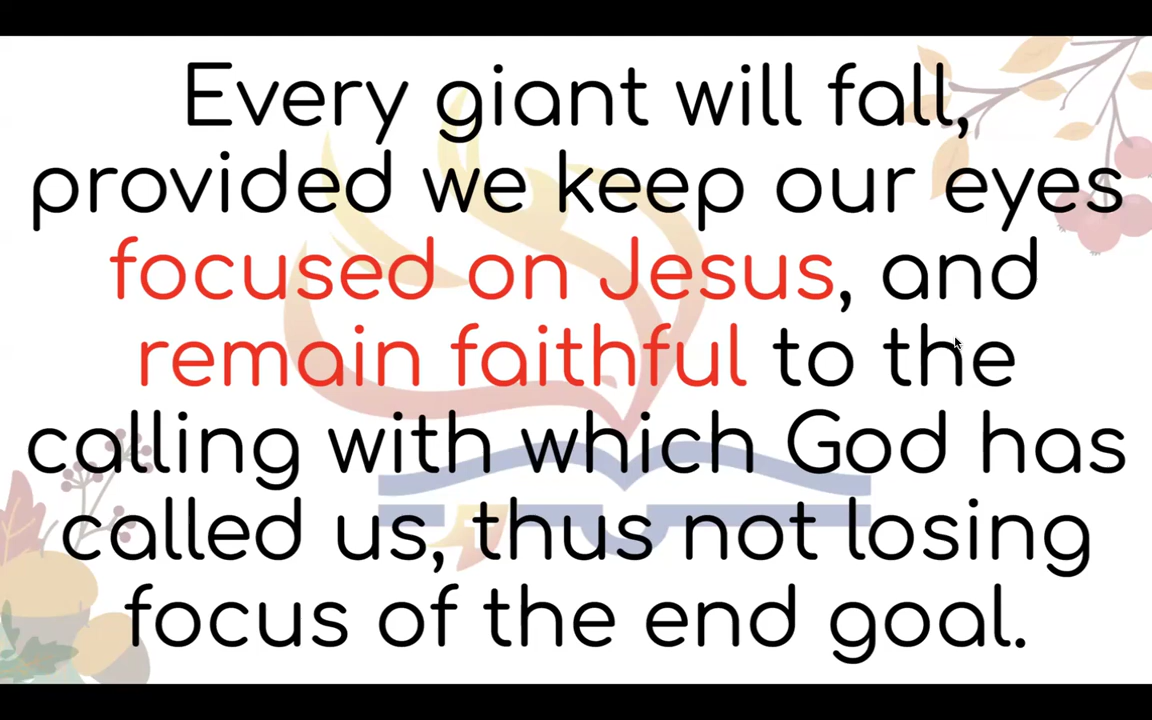 Every giant will fall,
provided we keep our eyes
focused on Jesus, and
remain faithful to the
calling with which God has
called us, thus not losing
focus of the end goal.